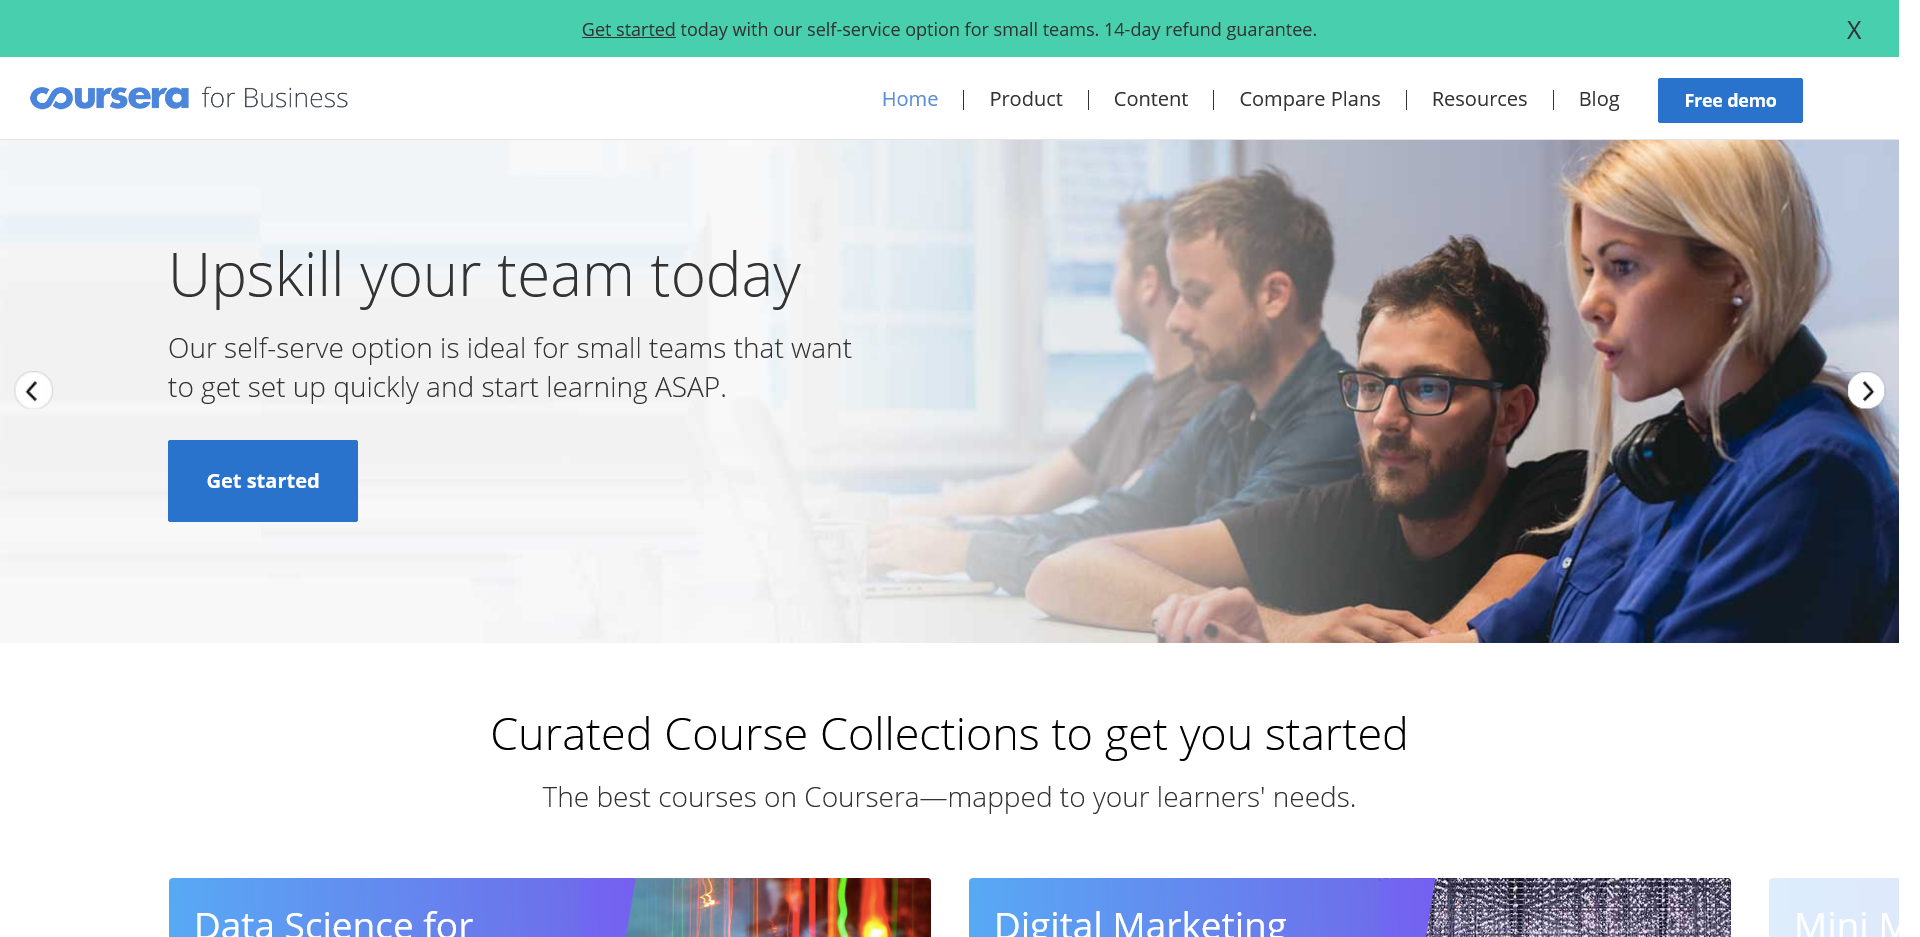 Get started today with our self-service option for small teams. 14-day refund guarantee.
X
coursera for Business
Home
Product
Content
Compare Plans
Resources
Blog
Free demo
Upskill your team today
Our self-serve option is ideal for small teams that want
to get set up quickly and start learning ASAP.
Get started
Curated Course Collections to get you started
The best courses on Coursera—mapped to your learners' needs.
Data Science for
Digital Marketing
Mini